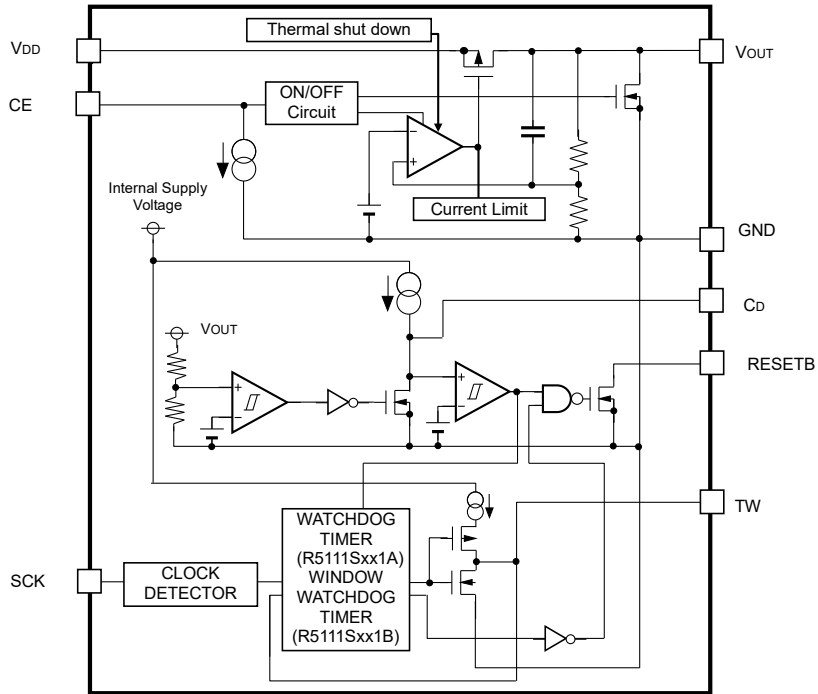 Thermal shut down
VDD
VOUT
CE
ON/OFF
Circuit
−
+
Internal Supply
Voltage
Current Limit
GND
CD
VOUT
RESETB
+
−
+
−
TW
WATCHDOG
TIMER
(R5111Sxx1A)
WINDOW
WATCHDOG
TIMER
(R5111Sxx1B)
SCK
CLOCK
DETECTOR